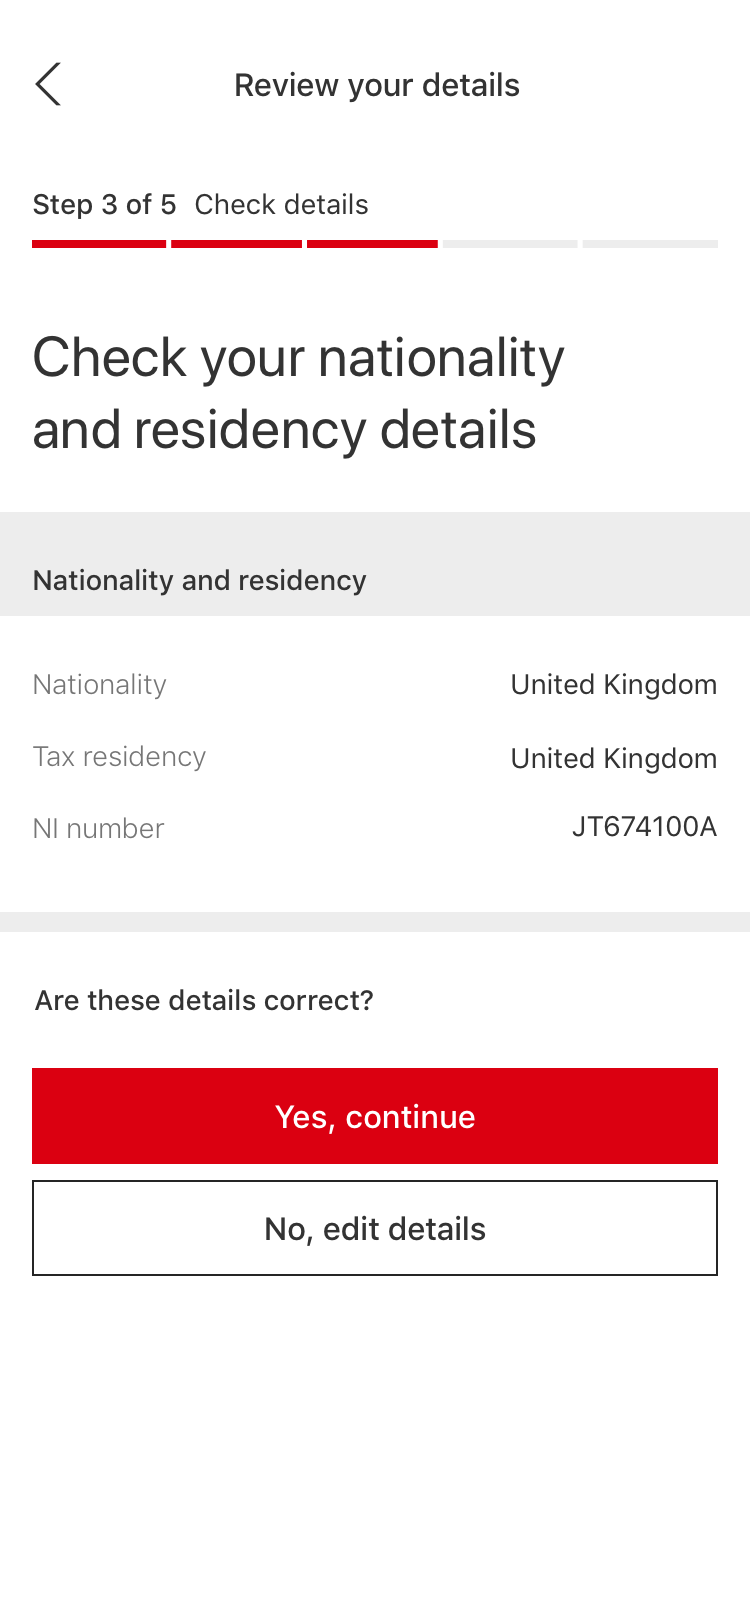 Review your details
Step 3 of 5 Check details
Check your nationality
and residency details
Nationality and residency
Nationality United Kingdom
Tax residency United Kingdom
NI number JT674100A
Are these details correct?
Yes, continue
No, edit details